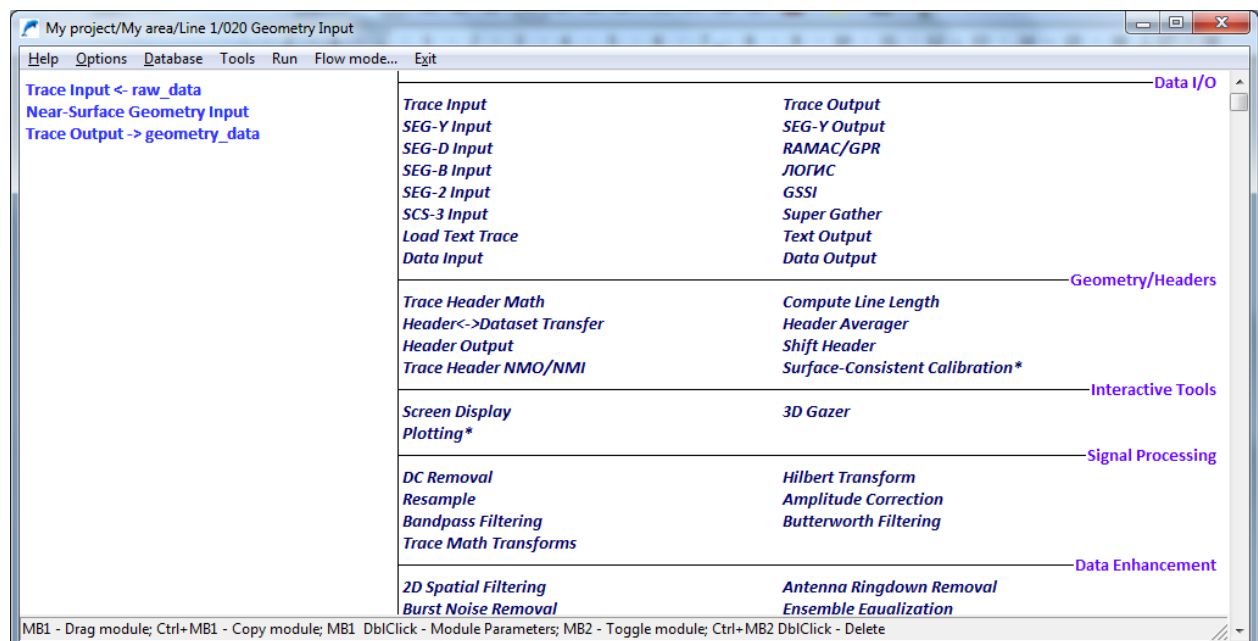 My project/My area/Line 1/020 Geometry Input
Help Options Database Tools Run Flow mode... Exit
Trace Input <- raw_data
Near-Surface Geometry Input
Trace Output -> geometry_data
Data I/O
Trace Input Trace Output
SEG-Y Input SEG-Y Output
SEG-D Input RAMAC/GPR
SEG-B Input ЛОГИС
SEG-2 Input GSSI
SCS-3 Input Super Gather
Load Text Trace Text Output
Data Input Data Output
Geometry/Headers
Trace Header Math Compute Line Length
Header<->Dataset Transfer Header Averager
Header Output Shift Header
Trace Header NMO/NMI Surface-Consistent Calibration*
Interactive Tools
Screen Display 3D Gazer
Plotting*
Signal Processing
DC Removal Hilbert Transform
Resample Amplitude Correction
Bandpass Filtering Butterworth Filtering
Trace Math Transforms
Data Enhancement
2D Spatial Filtering Antenna Ringdown Removal
Burst Noise Removal Ensemble Equalization
MB1 - Drag module; Ctrl+MB1 - Copy module; MB1 DblClick - Module Parameters; MB2 - Toggle module; Ctrl+MB2 DblClick - Delete